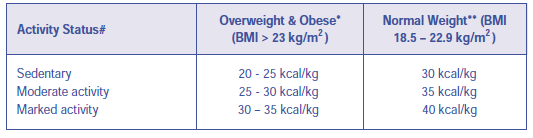 Activity Status#
Overweight & Obese* (BMI > 23 kg/m²)
Normal Weight** (BMI 18.5 – 22.9 kg/m²)
Sedentary 20 - 25 kcal/kg 30 kcal/kg
Moderate activity 25 - 30 kcal/kg 35 kcal/kg
Marked activity 30 – 35 kcal/kg 40 kcal/kg